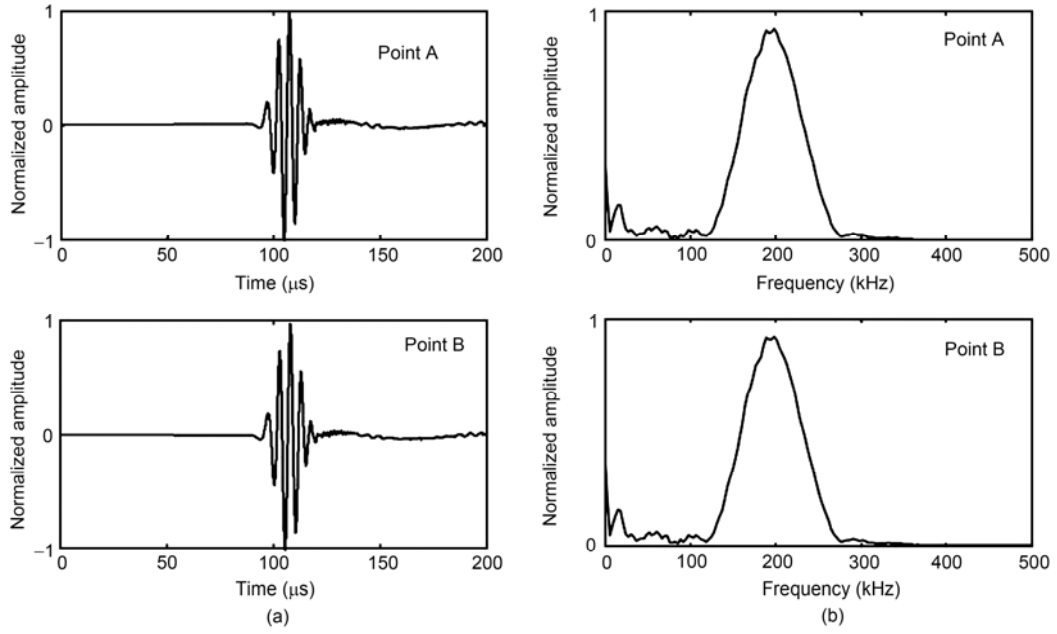 1
0
−1
Normalized amplitude
Point A
0
50
100
150
200
Time (μs)
1
0
Normalized amplitude
Point A
0
100
200
300
400
500
Frequency (kHz)
1
0
−1
Normalized amplitude
Point B
0
50
100
150
200
Time (μs)
(a)
1
0
Normalized amplitude
Point B
0
100
200
300
400
500
Frequency (kHz)
(b)